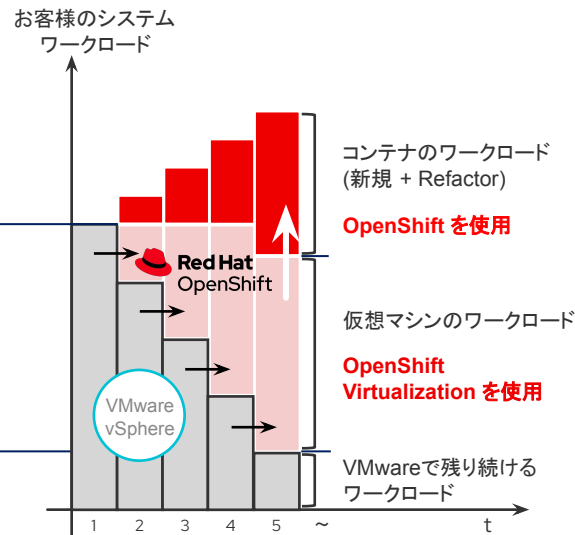 お客様のシステム
ワークロード
コンテナのワークロード
(新規 + Refactor)
OpenShift を使用
Red Hat
OpenShift
仮想マシンのワークロード
OpenShift
Virtualization を使用
VMware
vSphere
VMwareで残り続ける
ワークロード
1 2 3 4 5 ~ t